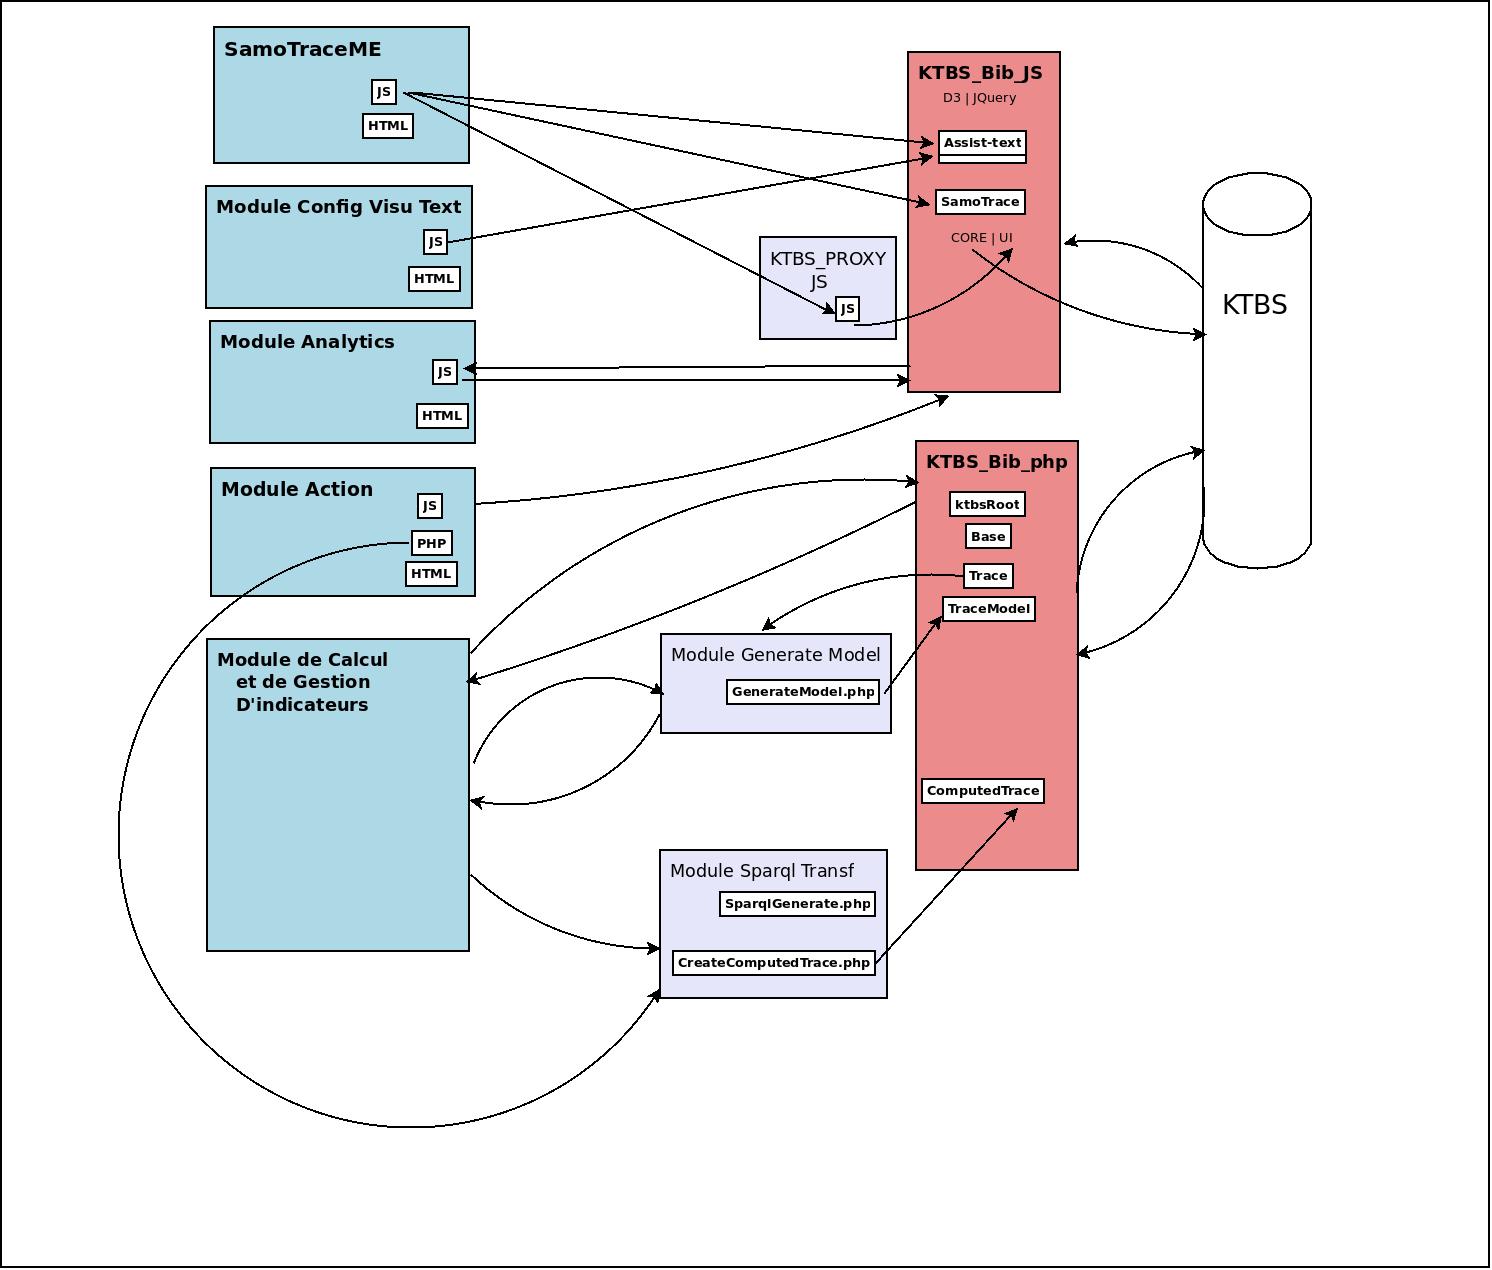 SamoTraceME
JS
HTML
Module Config Visu Text
JS
HTML
Module Analytics
JS
HTML
Module Action
JS
PHP
HTML
Module de Calcul
et de Gestion
D'indicateurs
KTBS_PROXY
JS
JS
KTBS_Bib_JS
D3 | JQuery
Assist-text
SamoTrace
CORE | UI
KTBS
KTBS_Bib_php
ktbsRoot
Base
Trace
TraceModel
ComputedTrace
Module Generate Model
GenerateModel.php
Module Sparql Transf
SparqlGenerate.php
CreateComputedTrace.php